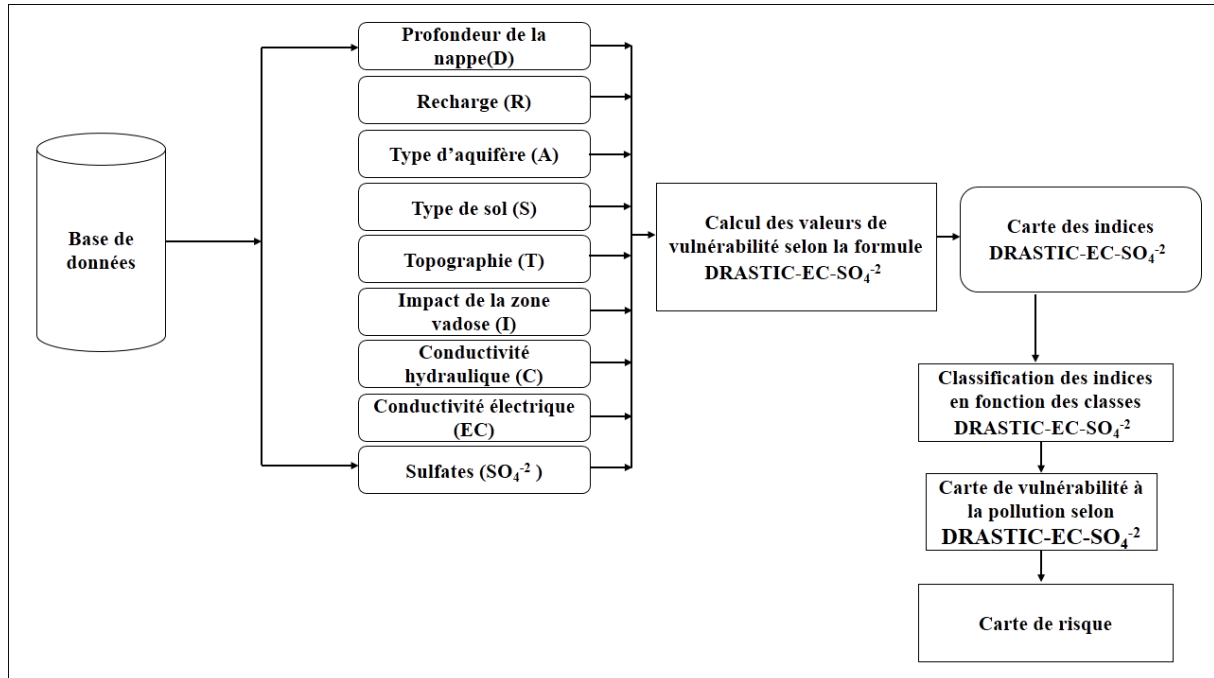 Base de
données
Profondeur de la
nappe(D)
Recharge (R)
Type d’aquifère (A)
Type de sol (S)
Topographie (T)
Impact de la zone
vadose (I)
Conductivité
hydraulique (C)
Conductivité électrique
(EC)
Sulfates (SO₄⁻² )
Calcul des valeurs de
vulnérabilité selon la formule
DRASTIC-EC-SO₄⁻²
Carte des indices
DRASTIC-EC-SO₄⁻²
Classification des indices
en fonction des classes
DRASTIC-EC-SO₄⁻²
Carte de vulnérabilité à
la pollution selon
DRASTIC-EC-SO₄⁻²
Carte de risque